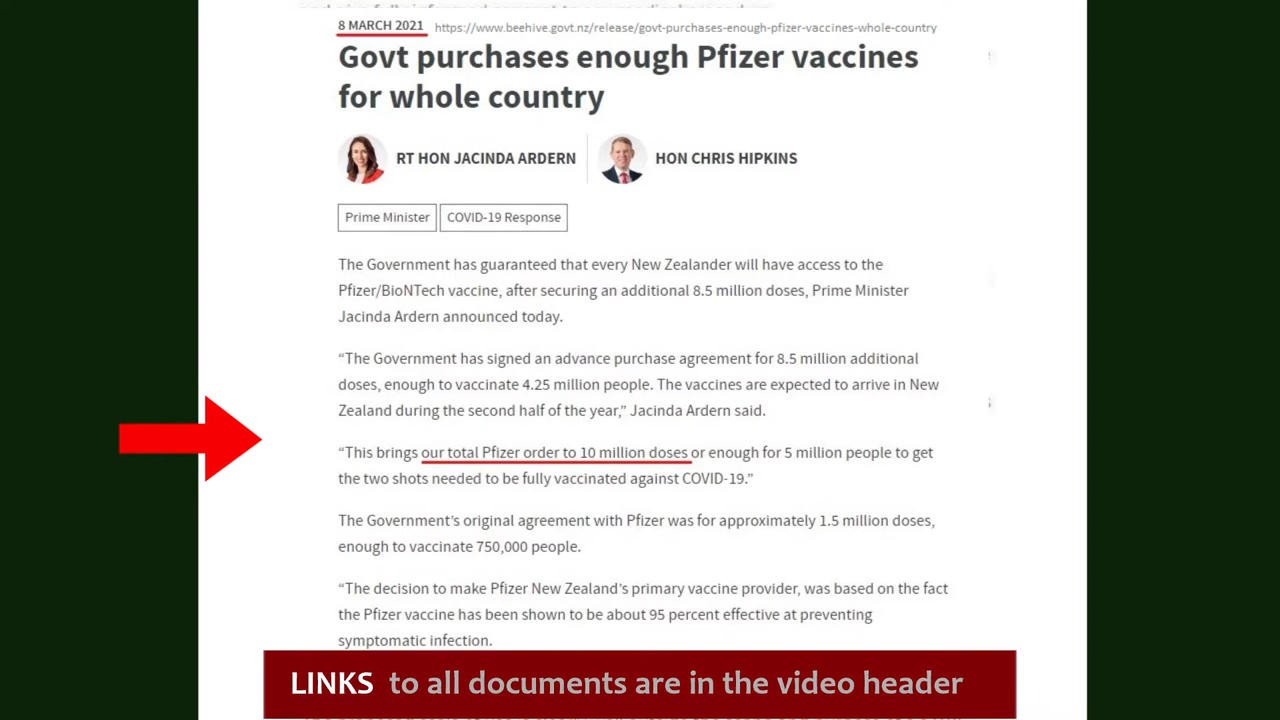 8 MARCH 2021 https://www.beehive.govt.nz/release/govt-purchases-enough-pfizer-vaccines-whole-country
Govt purchases enough Pfizer vaccines
for whole country
RT HON JACINDA ARDERN HON CHRIS HIPKINS
Prime Minister COVID-19 Response
The Government has guaranteed that every New Zealander will have access to the
Pfizer/BioNTech vaccine, after securing an additional 8.5 million doses, Prime Minister
Jacinda Ardern announced today.
“The Government has signed an advance purchase agreement for 8.5 million additional
doses, enough to vaccinate 4.25 million people. The vaccines are expected to arrive in New
Zealand during the second half of the year,” Jacinda Ardern said.
“This brings our total Pfizer order to 10 million doses or enough for 5 million people to get
the two shots needed to be fully vaccinated against COVID-19.”
The Government’s original agreement with Pfizer was for approximately 1.5 million doses,
enough to vaccinate 750,000 people.
“The decision to make Pfizer New Zealand’s primary vaccine provider, was based on the fact
the Pfizer vaccine has been shown to be about 95 percent effective at preventing
symptomatic infection.
LINKS to all documents are in the video header